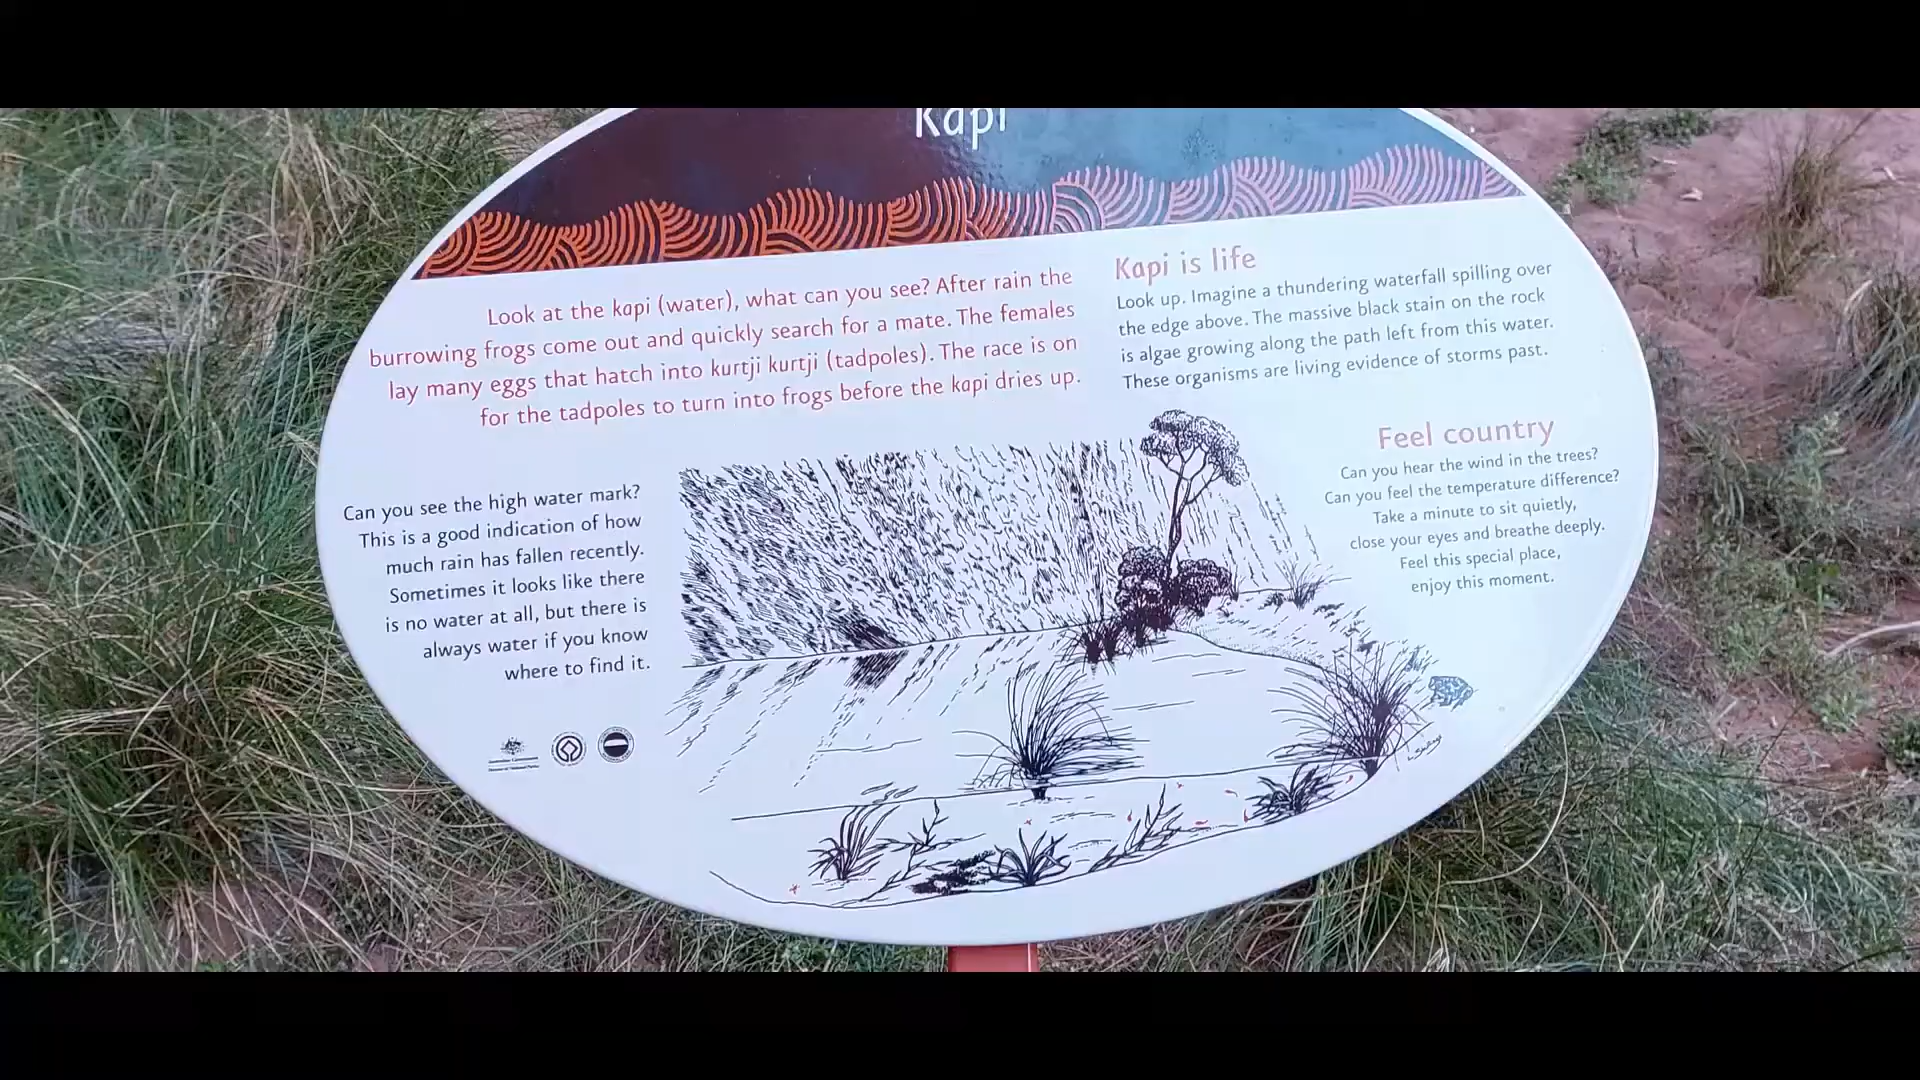 Kapi
Look at the kapi (water), what can you see? After rain the
burrowing frogs come out and quickly search for a mate. The females
lay many eggs that hatch into kurtji kurtji (tadpoles). The race is on
for the tadpoles to turn into frogs before the kapi dries up.
Kapi is life
Look up. Imagine a thundering waterfall spilling over
the edge above. The massive black stain on the rock
is algae growing along the path left from this water.
These organisms are living evidence of storms past.
Feel country
Can you hear the wind in the trees?
Can you feel the temperature difference?
Take a minute to sit quietly,
close your eyes and breathe deeply.
Feel this special place,
enjoy this moment.
Can you see the high water mark?
This is a good indication of how
much rain has fallen recently.
Sometimes it looks like there
is no water at all, but there is
always water if you know
where to find it.